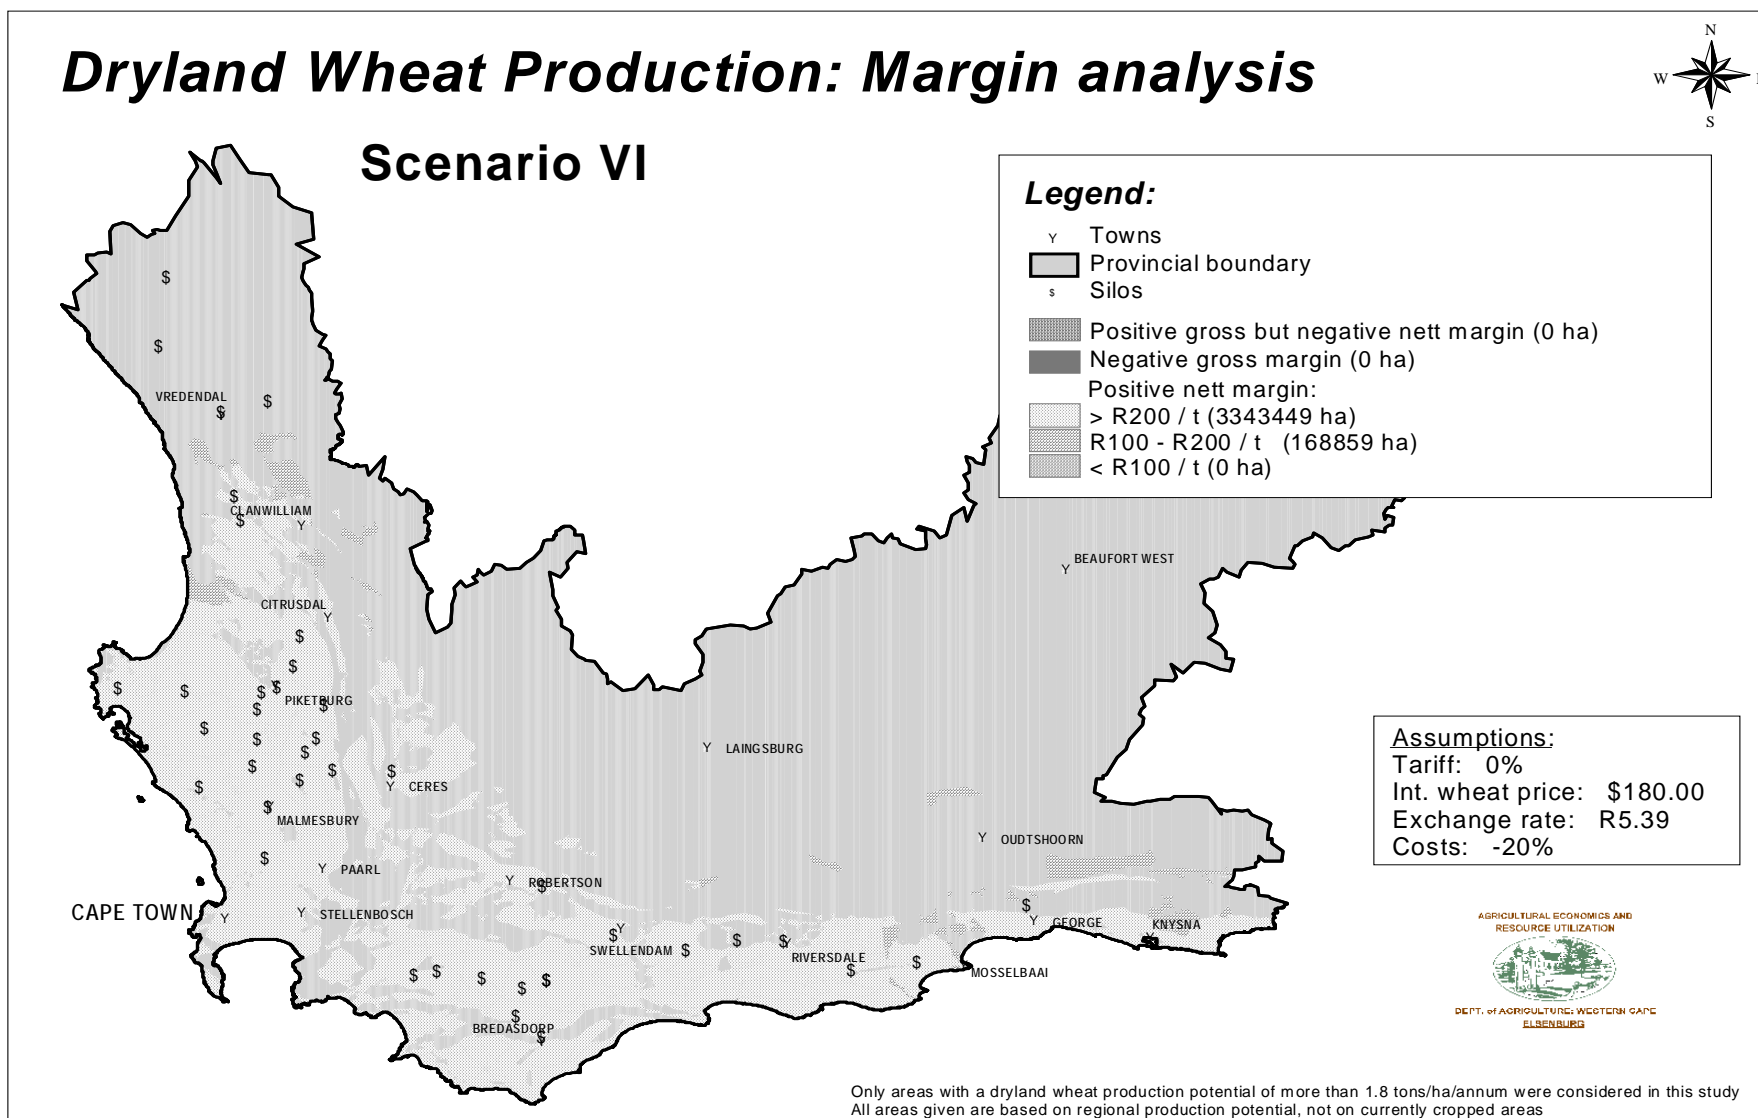 Dryland Wheat Production: Margin analysis
Scenario VI
N
W
S
Legend:
Y Towns
Provincial boundary
$ Silos
Positive gross but negative nett margin (0 ha)
Negative gross margin (0 ha)
Positive nett margin:
> R200 / t (3343449 ha)
R100 - R200 / t (168859 ha)
< R100 / t (0 ha)
VREDENDAL
CLANWILLIAM
BEAUFORT WEST
CITRUSDAL
PIKETBURG
LAINGSBURG
CERES
MALMESBURY
OUDTSHOORN
PAARL
ROBERTSON
CAPE TOWN
STELLENBOSCH
GEORGE
KNYSNA
SWELLENDAM
RIVERSDALE
MOSSELBAAI
BREDASDORP
Assumptions:
Tariff: 0%
Int. wheat price: $180.00
Exchange rate: R5.39
Costs: -20%
AGRICULTURAL ECONOMICS AND
RESOURCE UTILIZATION
DEPT. of AGRICULTURE: WESTERN CAPE
ELSENBURG
Only areas with a dryland wheat production potential of more than 1.8 tons/ha/annum were considered in this study
All areas given are based on regional production potential, not on currently cropped areas